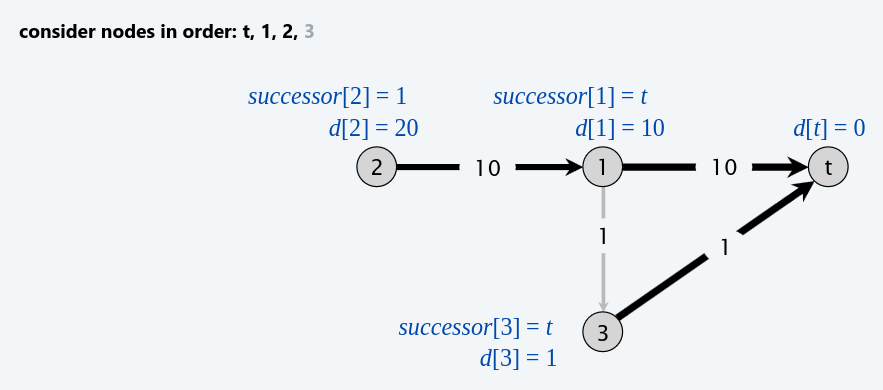 consider nodes in order: t, 1, 2, 3
successor[2] = 1
successor[1] = t
d[2] = 20
d[1] = 10
d[t] = 0
2
10
1
10
t
1
1
successor[3] = t
3
d[3] = 1